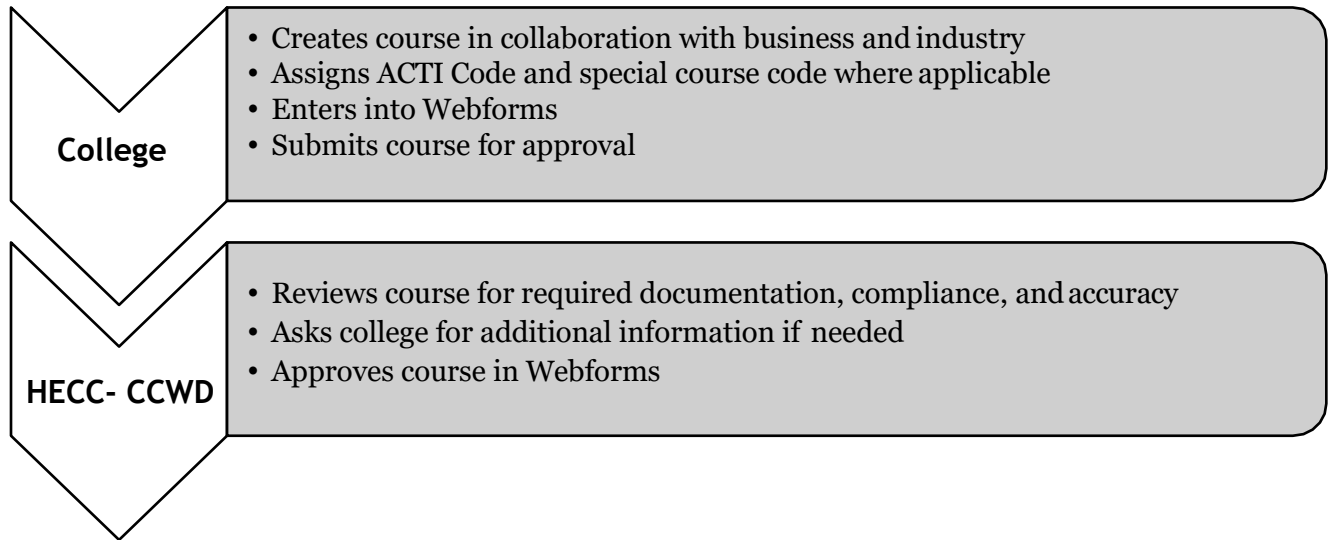 • Creates course in collaboration with business and industry
• Assigns ACTI Code and special course code where applicable
• Enters into Webforms
• Submits course for approval
College
• Reviews course for required documentation, compliance, and accuracy
• Asks college for additional information if needed
• Approves course in Webforms
HECC- CCWD